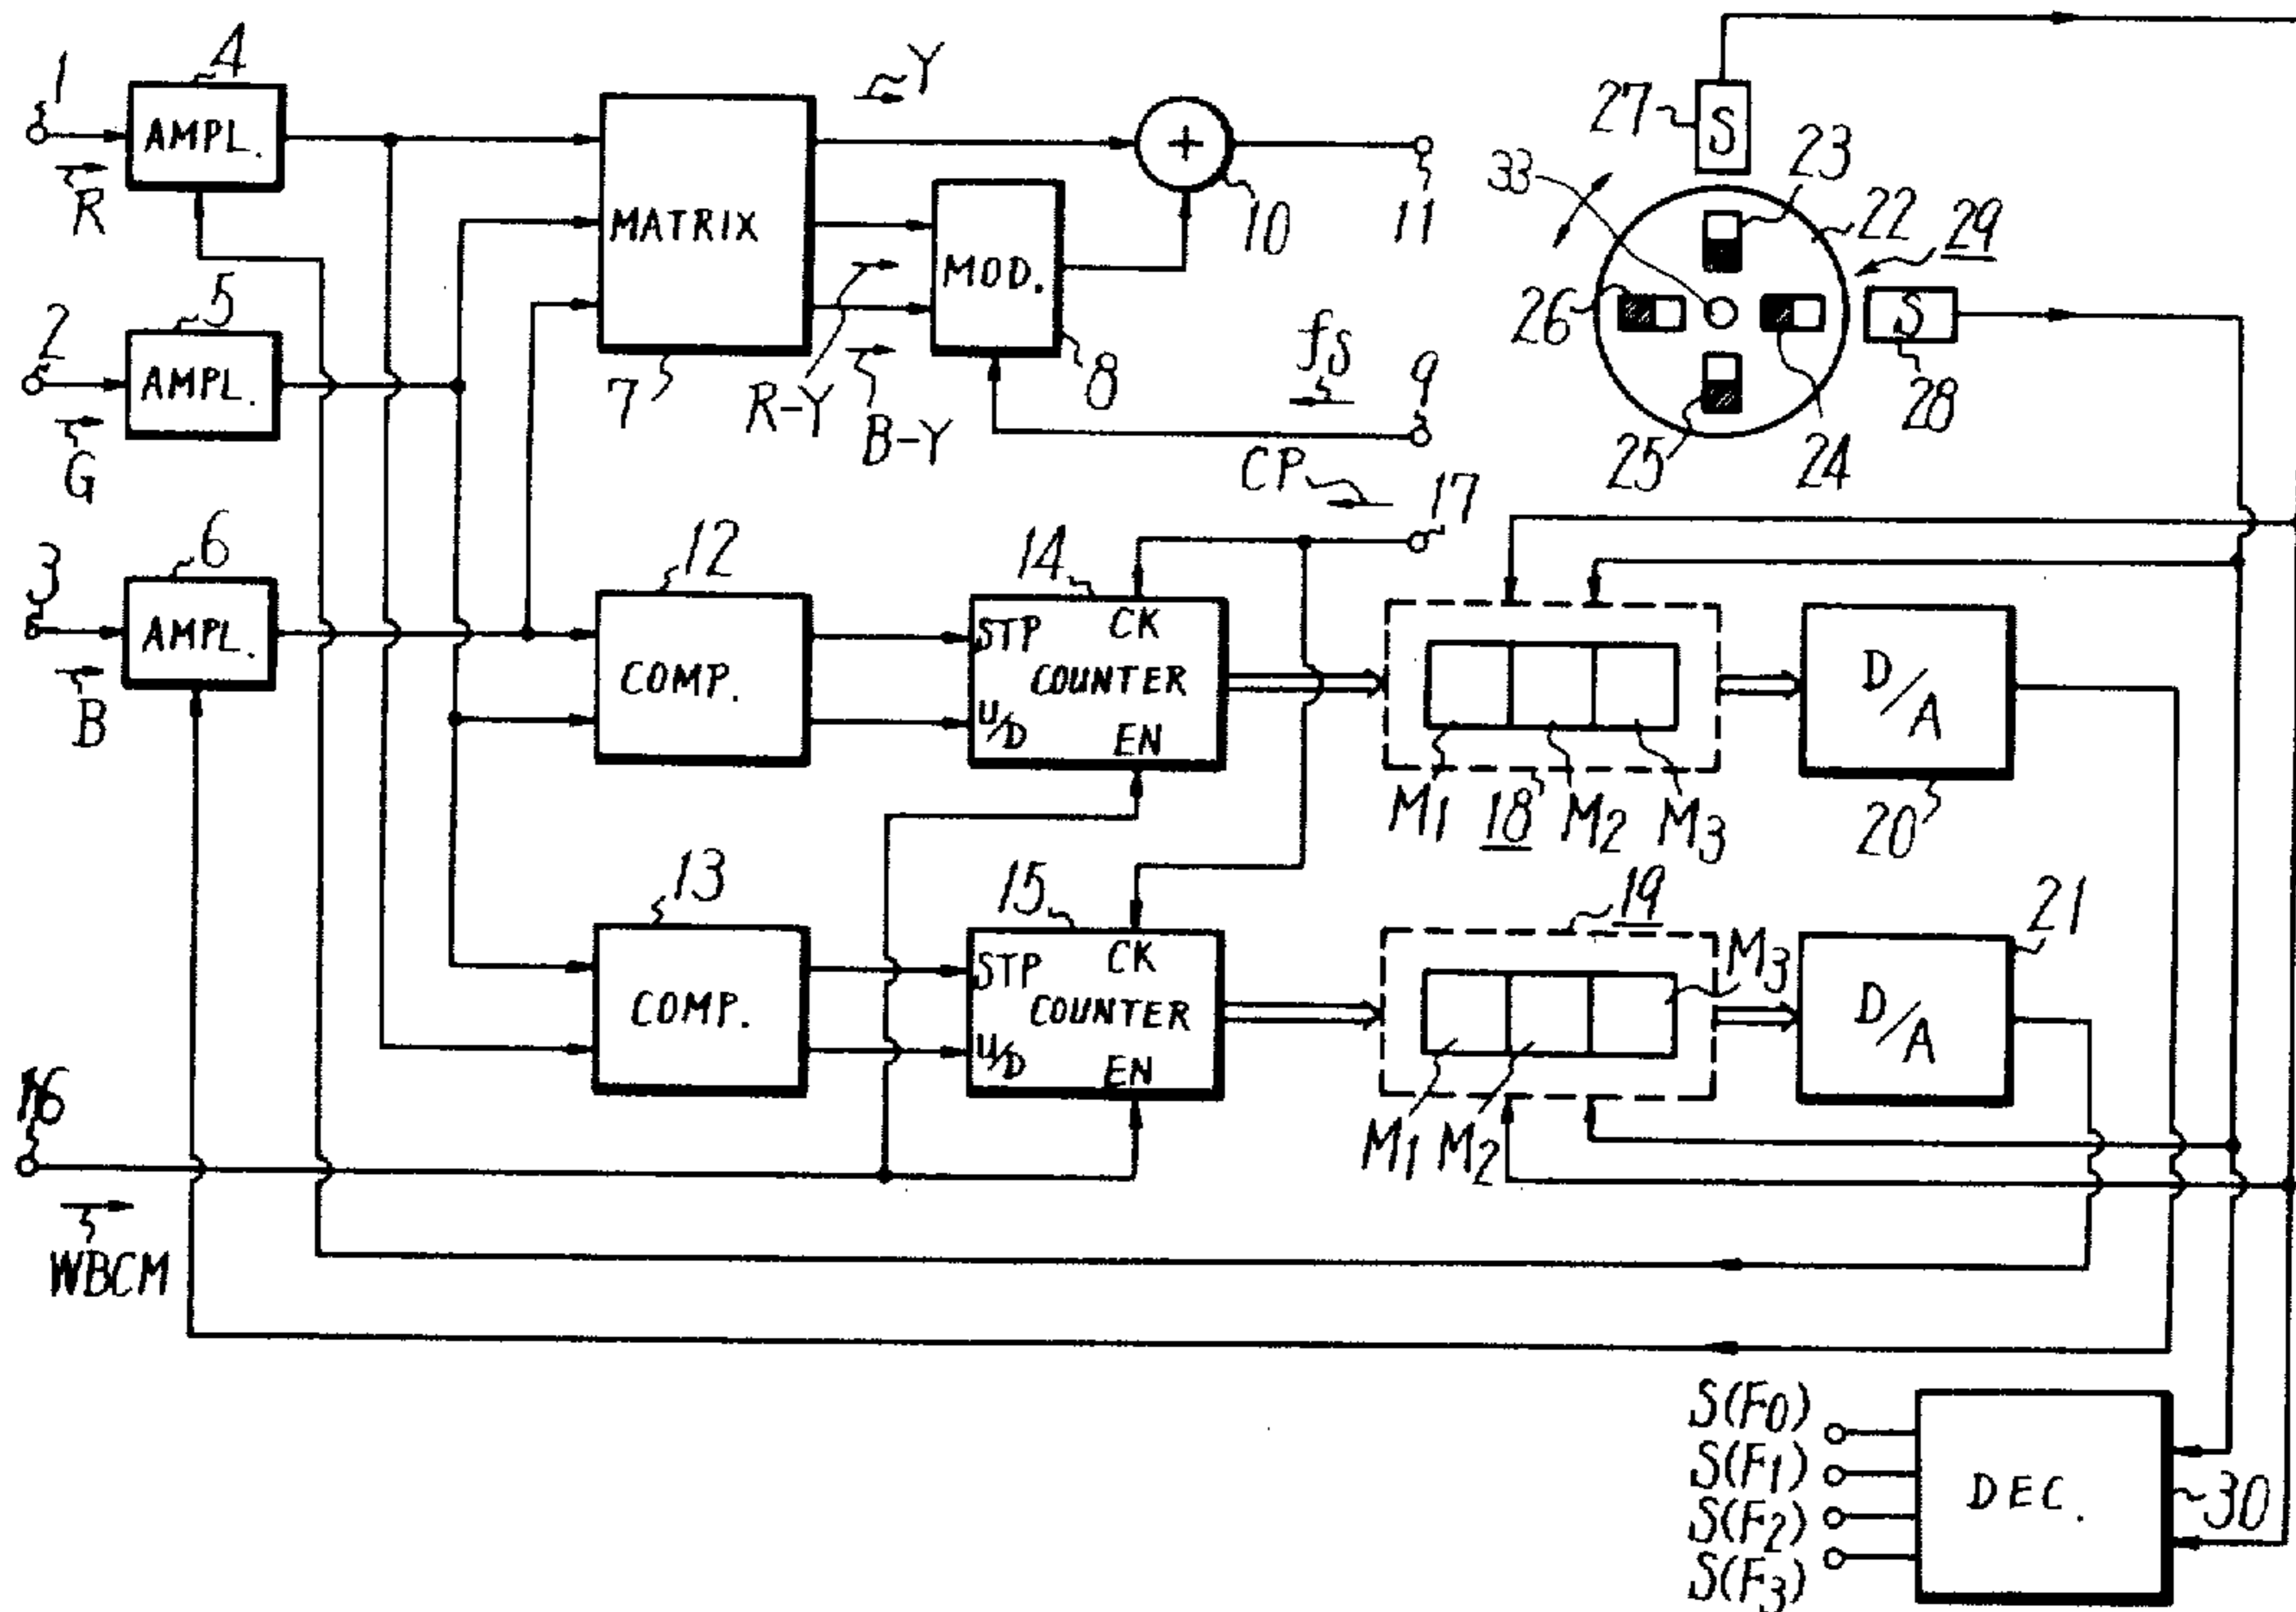 1
4
AMPL.
R
2
5
AMPL.
G
3
6
AMPL.
B
16
WBCM
MATRIX
7
Y
R-Y
B-Y
MOD.
8
+
10
11
fs
9
CP
17
12
COMP.
13
COMP.
14
STP
CK
COUNTER
U/D
EN
15
STP
CK
COUNTER
U/D
EN
M1
18
M2
M3
19
M3
M1
M2
D/A
20
D/A
21
27
S
33
23
22
29
26
S
25
24
28
S(F0)
S(F1)
S(F2)
S(F3)
DEC.
30